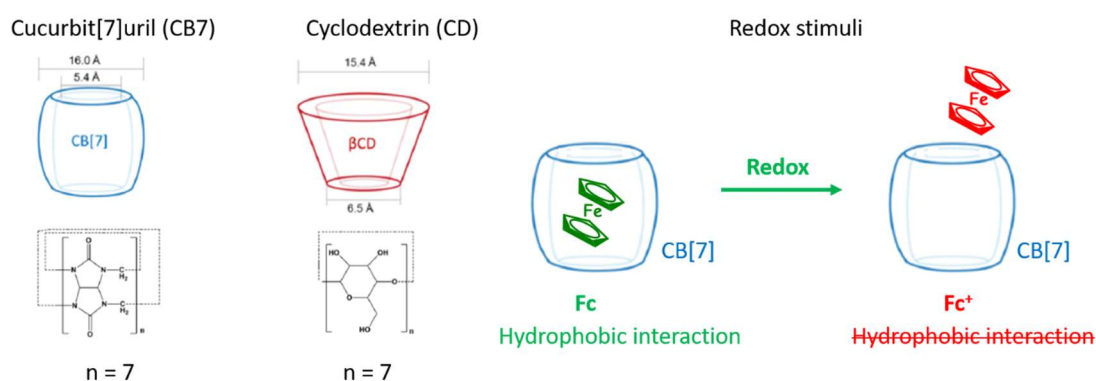 Cucurbit[7]uril (CB7)
Cyclodextrin (CD)
Redox stimuli
16.0 Å
5.4 Å
CB[7]
15.4 Å
βCD
6.5 Å
Fe
CB[7]
Fc
Hydrophobic interaction
Redox
Fe
CB[7]
Fc⁺
Hydrophobic interaction
O
N
N
C
H₂
N
N
C
H₂
O
n
n = 7
HO
OH
O
O
HO
n
n = 7